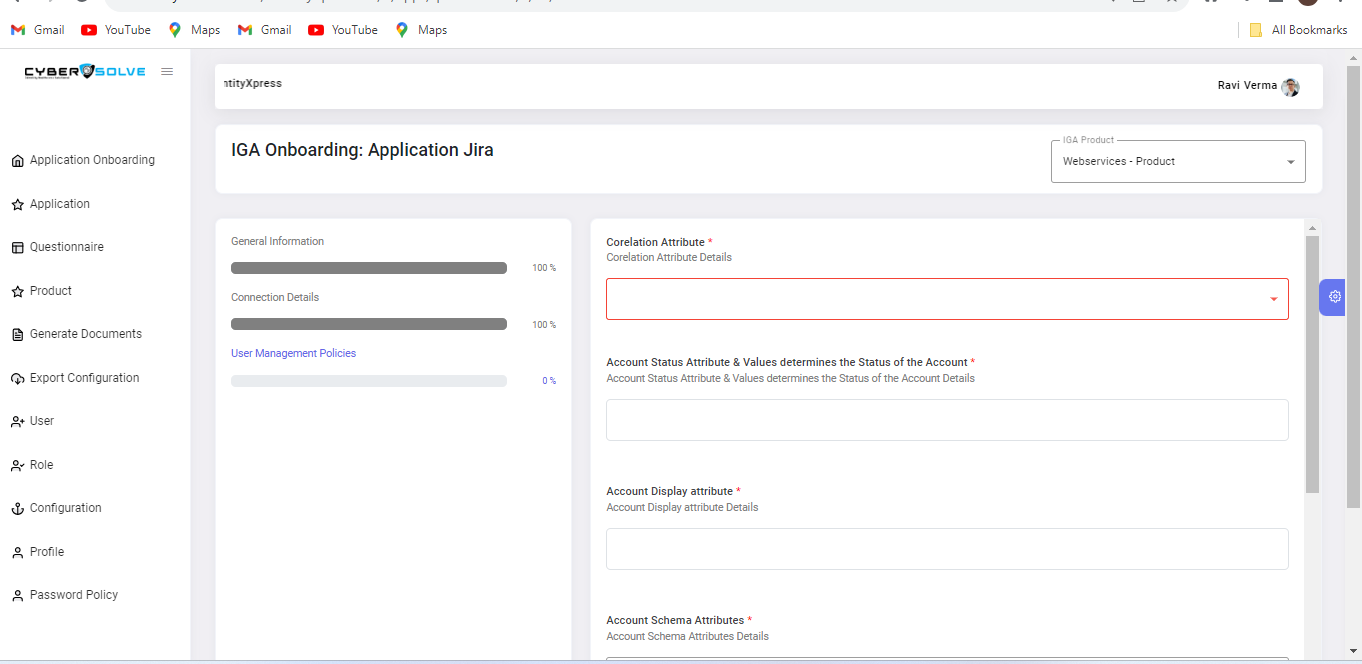 Gmail
YouTube
Maps
Gmail
YouTube
Maps
All Bookmarks
CYBER SOLVE
ntityXpress
Ravi Verma
Application Onboarding
Application
Questionnaire
Product
Generate Documents
Export Configuration
User
Role
Configuration
Profile
Password Policy
IGA Onboarding: Application Jira
IGA Product
Webservices - Product
General Information
100 %
Connection Details
100 %
User Management Policies
0 %
Corelation Attribute *
Corelation Attribute Details
Account Status Attribute & Values determines the Status of the Account *
Account Status Attribute & Values determines the Status of the Account Details
Account Display attribute *
Account Display attribute Details
Account Schema Attributes *
Account Schema Attributes Details